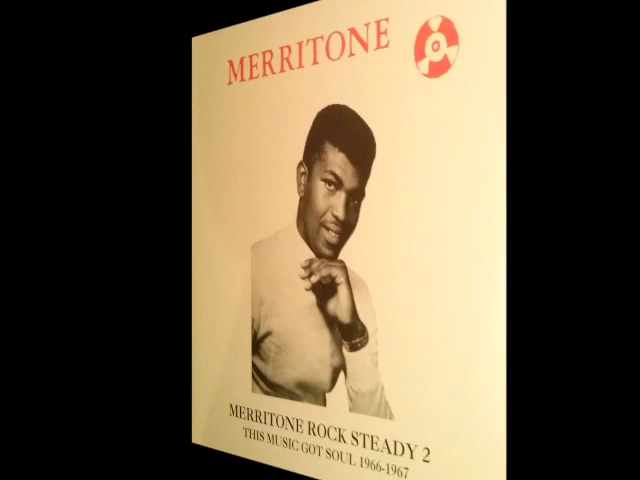 MERRITONE
MERRITONE ROCK STEADY 2
THIS MUSIC GOT SOUL 1966-1967